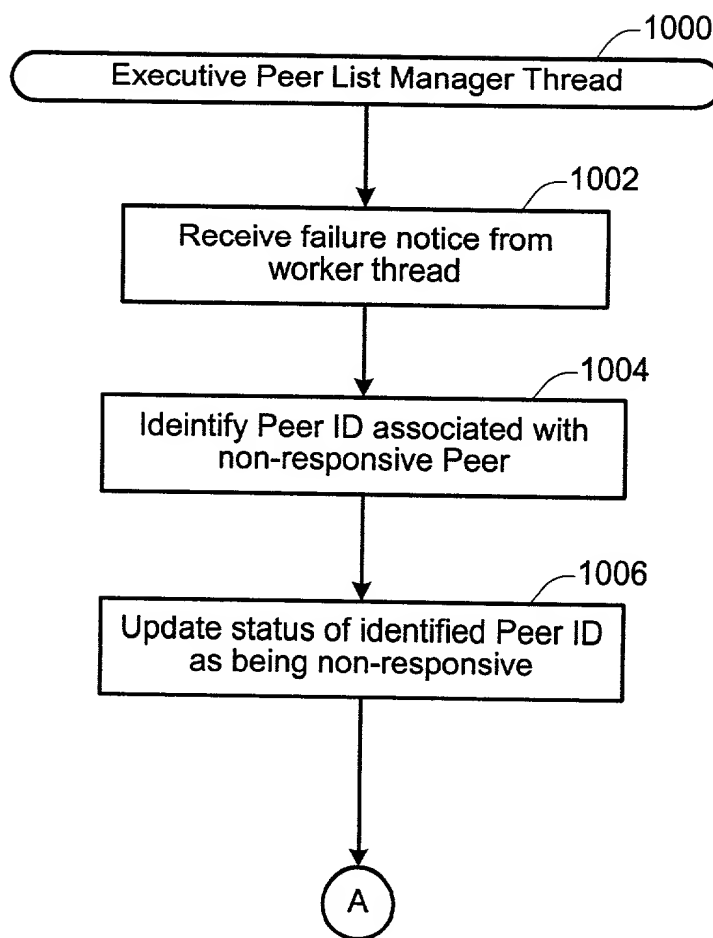 1000
Executive Peer List Manager Thread
1002
Receive failure notice from
worker thread
1004
Ideintify Peer ID associated with
non-responsive Peer
1006
Update status of identified Peer ID
as being non-responsive
A